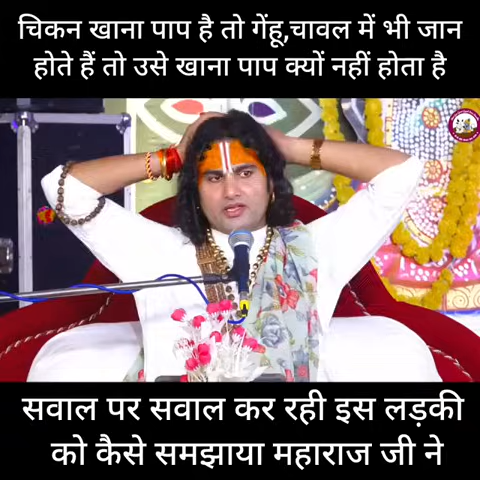 चिकन खाना पाप है तो गेंहू,चावल में भी जान
होते हैं तो उसे खाना पाप क्यों नहीं होता है
सवाल पर सवाल कर रही इस लड़की
को कैसे समझाया महाराज जी ने